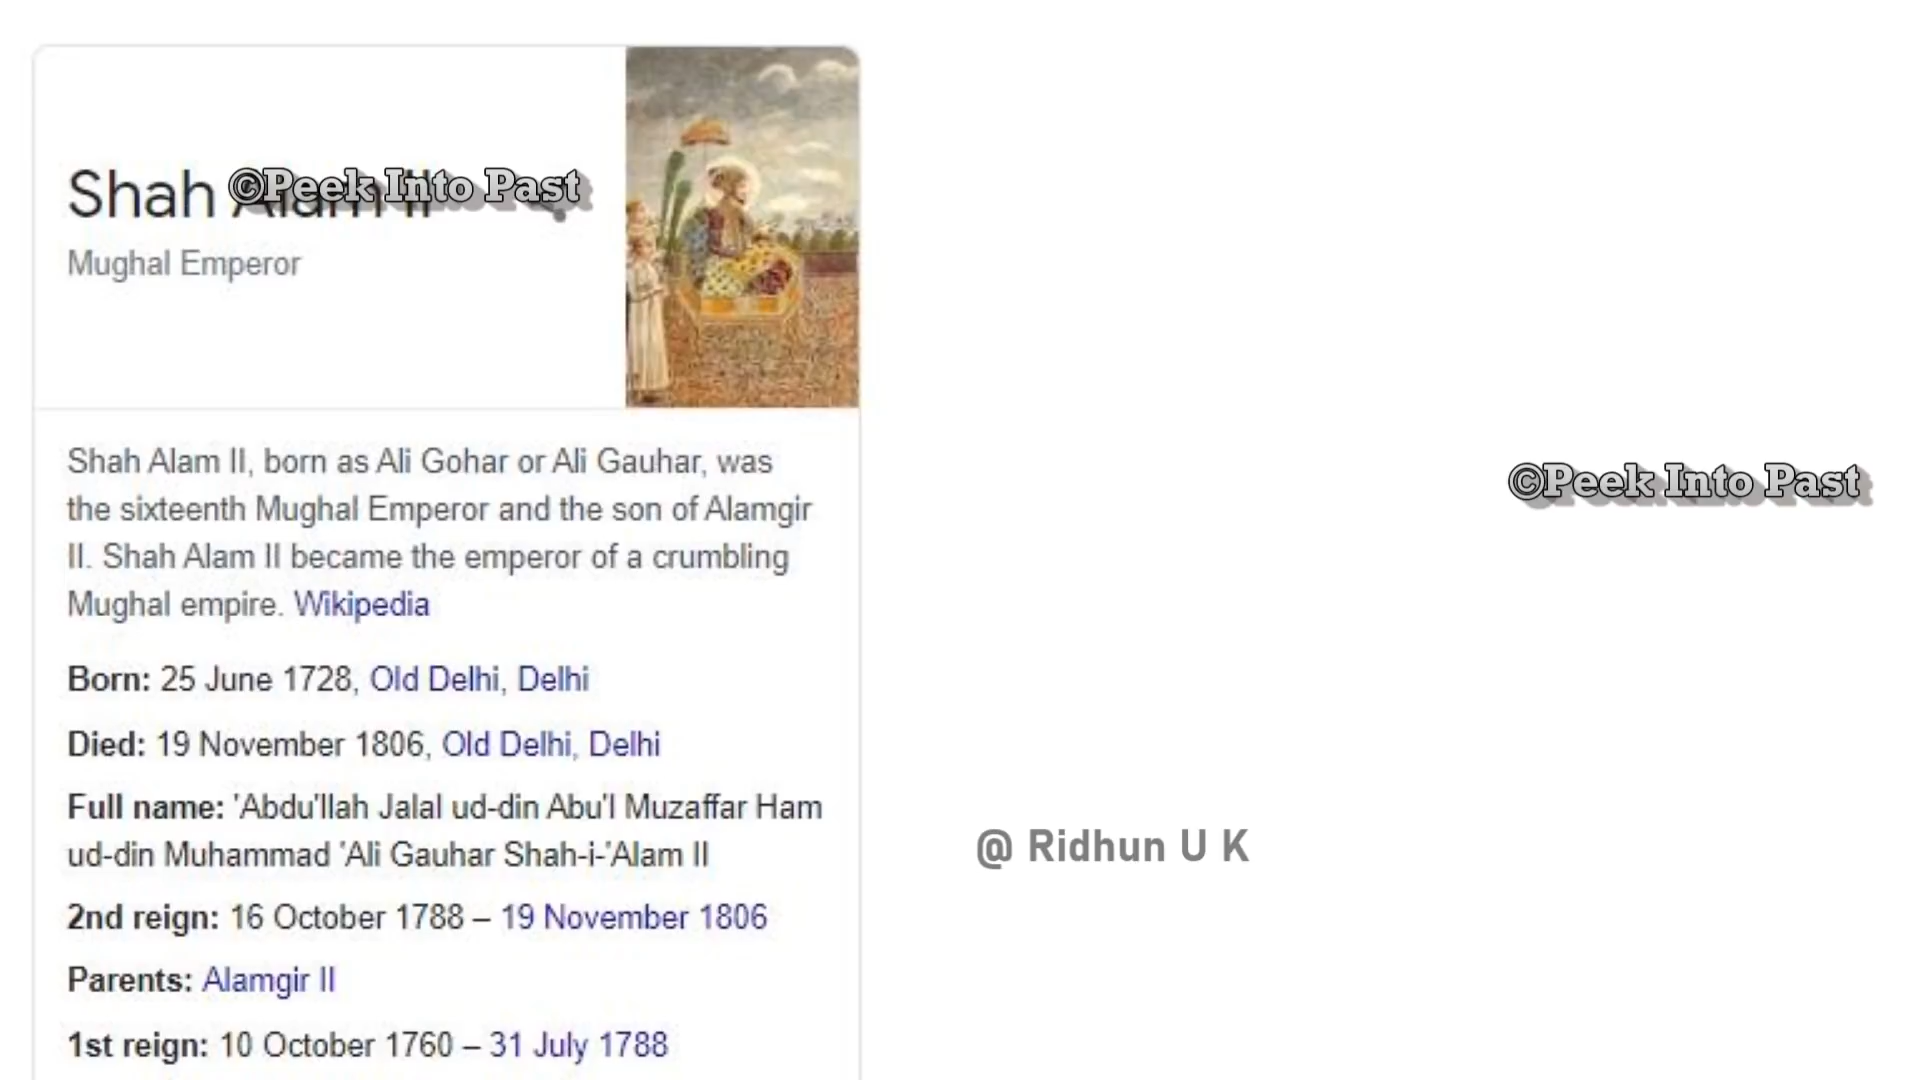 Shah Alam II
©Peek Into Past
Mughal Emperor
Shah Alam II, born as Ali Gohar or Ali Gauhar, was
the sixteenth Mughal Emperor and the son of Alamgir
II. Shah Alam II became the emperor of a crumbling
Mughal empire. Wikipedia
©Peek Into Past
Born: 25 June 1728, Old Delhi, Delhi
Died: 19 November 1806, Old Delhi, Delhi
Full name: 'Abdu'llah Jalal ud-din Abu'l Muzaffar Ham
ud-din Muhammad 'Ali Gauhar Shah-i-'Alam II
@ Ridhun U K
2nd reign: 16 October 1788 – 19 November 1806
Parents: Alamgir II
1st reign: 10 October 1760 – 31 July 1788